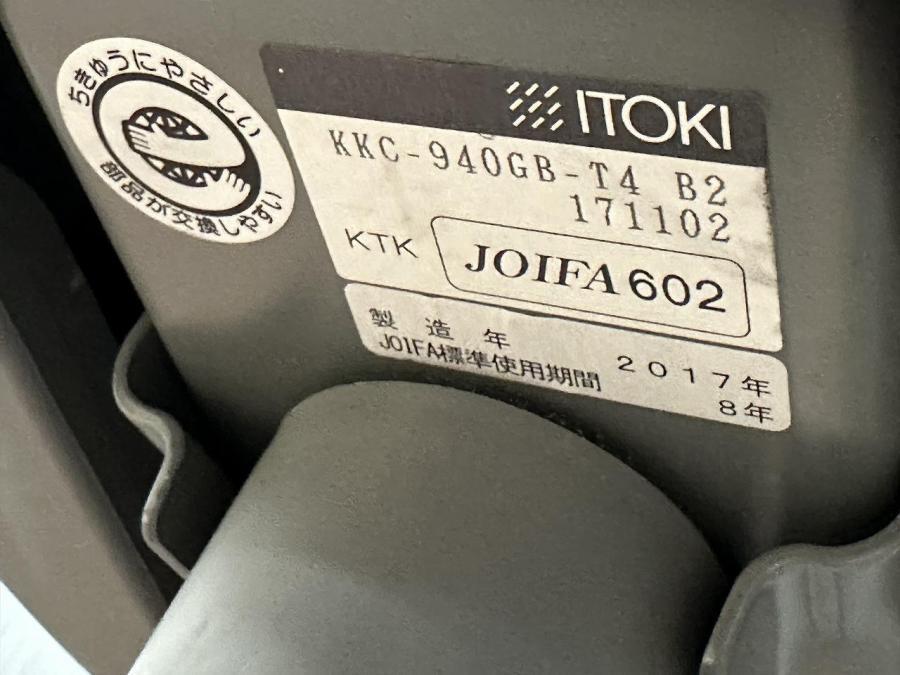 ちきゅうにやさしい
部品が交換しやすい
ITOKI
KKC-940GB-T4 B2
171102
KTK JOIFA602
製造年 2017年
JOIFA標準使用期間 8年